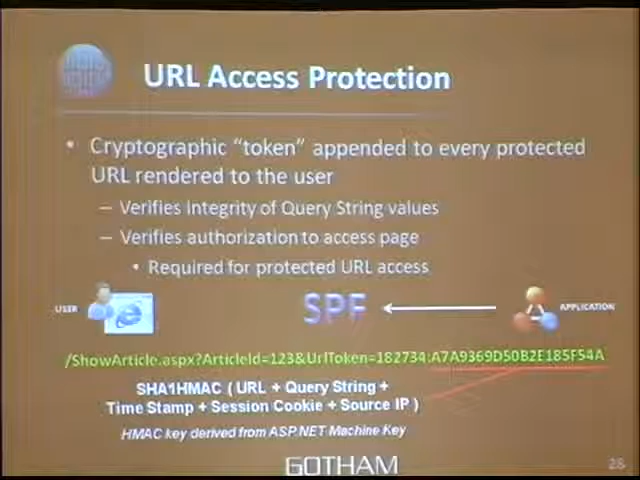 URL Access Protection
• Cryptographic “token” appended to every protected
URL rendered to the user
– Verifies Integrity of Query String values
– Verifies authorization to access page
• Required for protected URL access
USER
SPF
APPLICATION
/ShowArticle.aspx?ArticleId=123&UrlToken=182734:A7A9369D50B2E185F54A
SHA1HMAC ( URL + Query String +
Time Stamp + Session Cookie + Source IP )
HMAC key derived from ASP.NET Machine Key
GOTHAM
28